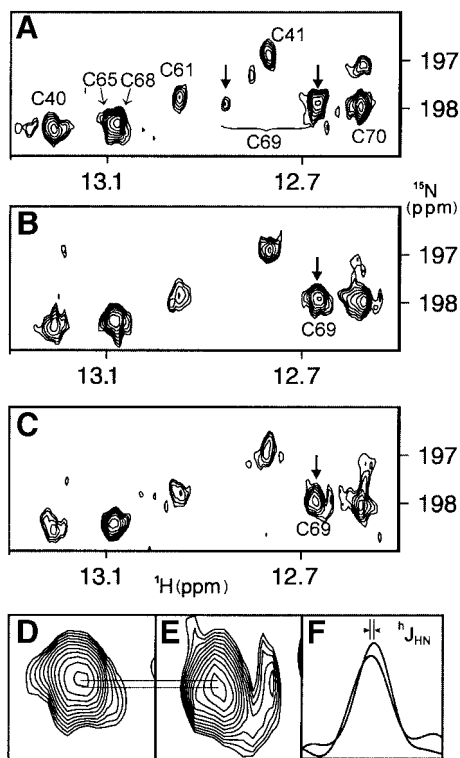 A
C41
C61
C65 C68
C40
C69
C70
197
198
13.1
12.7
15N
(ppm)
B
C69
197
198
13.1
12.7
C
C69
197
198
13.1
12.7
1H(ppm)
D
E
F
hJHN